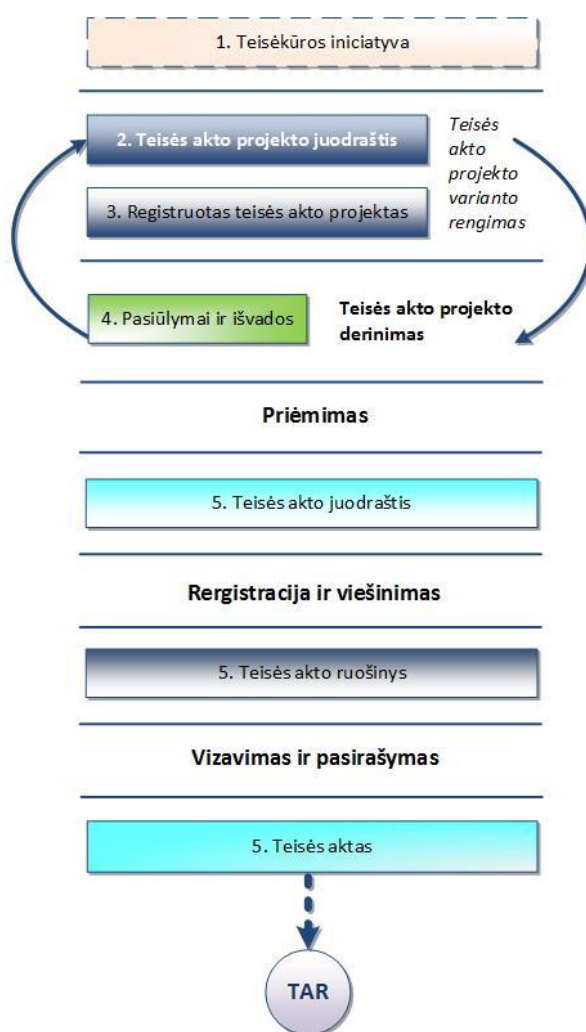 1. Teisėkūros iniciatyva
2. Teisės akto projekto juodraštis
3. Registruotas teisės akto projektas
Teisės
akto
projekto
varianto
rengimas
4. Pasiūlymai ir išvados
Teisės akto projekto
derinimas
Priėmimas
5. Teisės akto juodraštis
Rergistracija ir viešinimas
5. Teisės akto ruošinys
Vizavimas ir pasirašymas
5. Teisės aktas
TAR